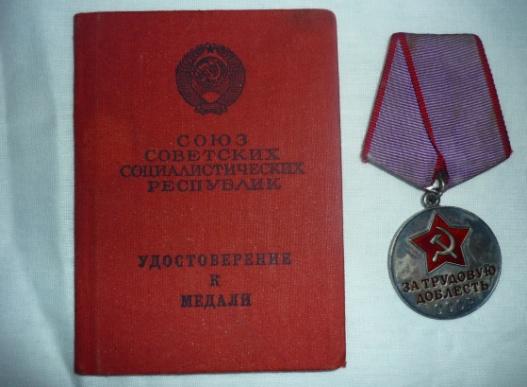 СОЮЗ
СОВЕТСКИХ
СОЦИАЛИСТИЧЕСКИХ
РЕСПУБЛИК
УДОСТОВЕРЕНИЕ
К
МЕДАЛИ
ЗА ТРУДОВУЮ
ДОБЛЕСТЬ